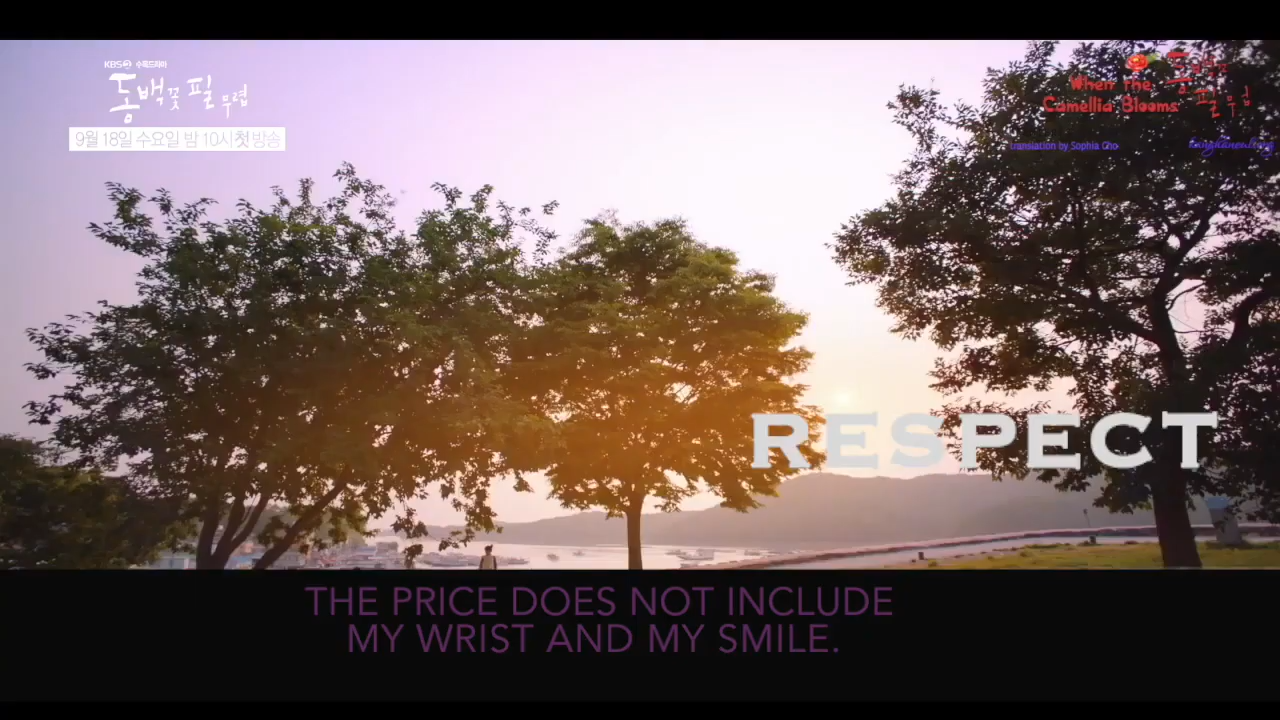 KBS2 수목드라마
동백꽃 필 무렵
9월 18일 수요일 밤 10시 첫 방송
When the
Camellia Blooms
동백꽃
필 무렵
translation by Sophia Cho
RESPECT
THE PRICE DOES NOT INCLUDE
MY WRIST AND MY SMILE.